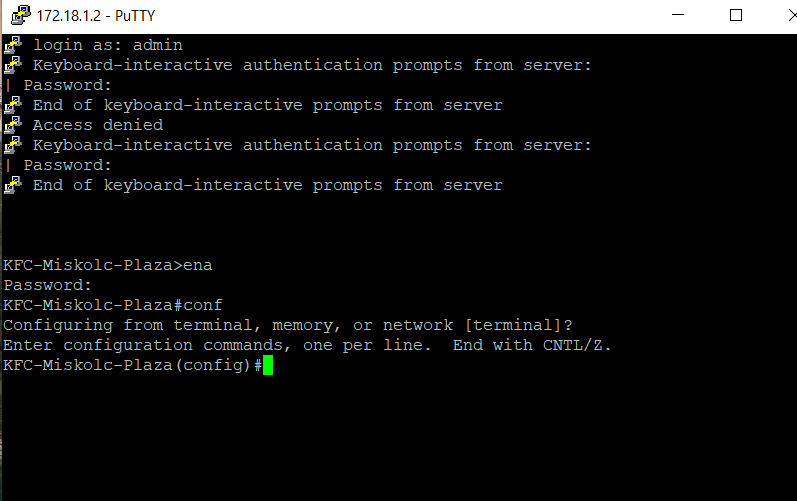 172.18.1.2 - PuTTY
login as: admin
Keyboard-interactive authentication prompts from server:
| Password:
End of keyboard-interactive prompts from server
Access denied
Keyboard-interactive authentication prompts from server:
| Password:
End of keyboard-interactive prompts from server
KFC-Miskolc-Plaza>ena
Password:
KFC-Miskolc-Plaza#conf
Configuring from terminal, memory, or network [terminal]?
Enter configuration commands, one per line.  End with CNTL/Z.
KFC-Miskolc-Plaza(config)#